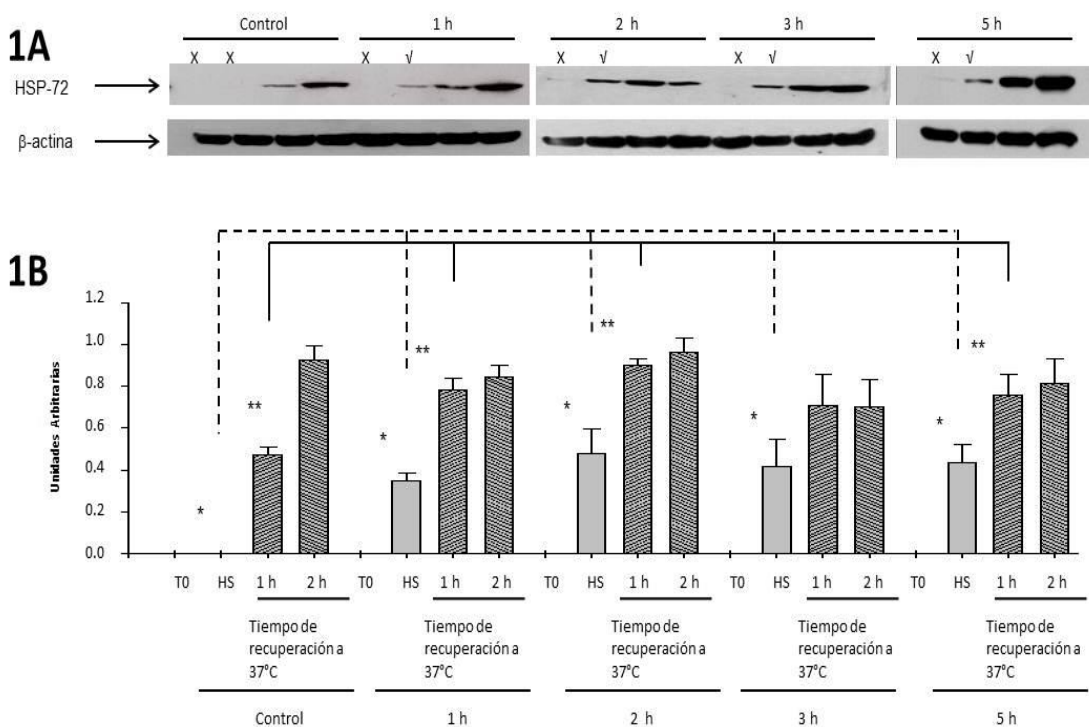 Control 1 h 2 h 3 h 5 h
1A
X X X √ X √ X √ X √
HSP-72
β-actina
1B
1.2
1.0
0.8
0.6
0.4
0.2
0.0
Unidades Arbitrarias
* ** * ** * ** * * **
T0 HS 1 h 2 h T0 HS 1 h 2 h T0 HS 1 h 2 h T0 HS 1 h 2 h T0 HS 1 h 2 h
Tiempo de Tiempo de Tiempo de Tiempo de Tiempo de
recuperación a recuperación a recuperación a recuperación a recuperación a
37°C 37°C 37°C 37°C 37°C
Control 1 h 2 h 3 h 5 h